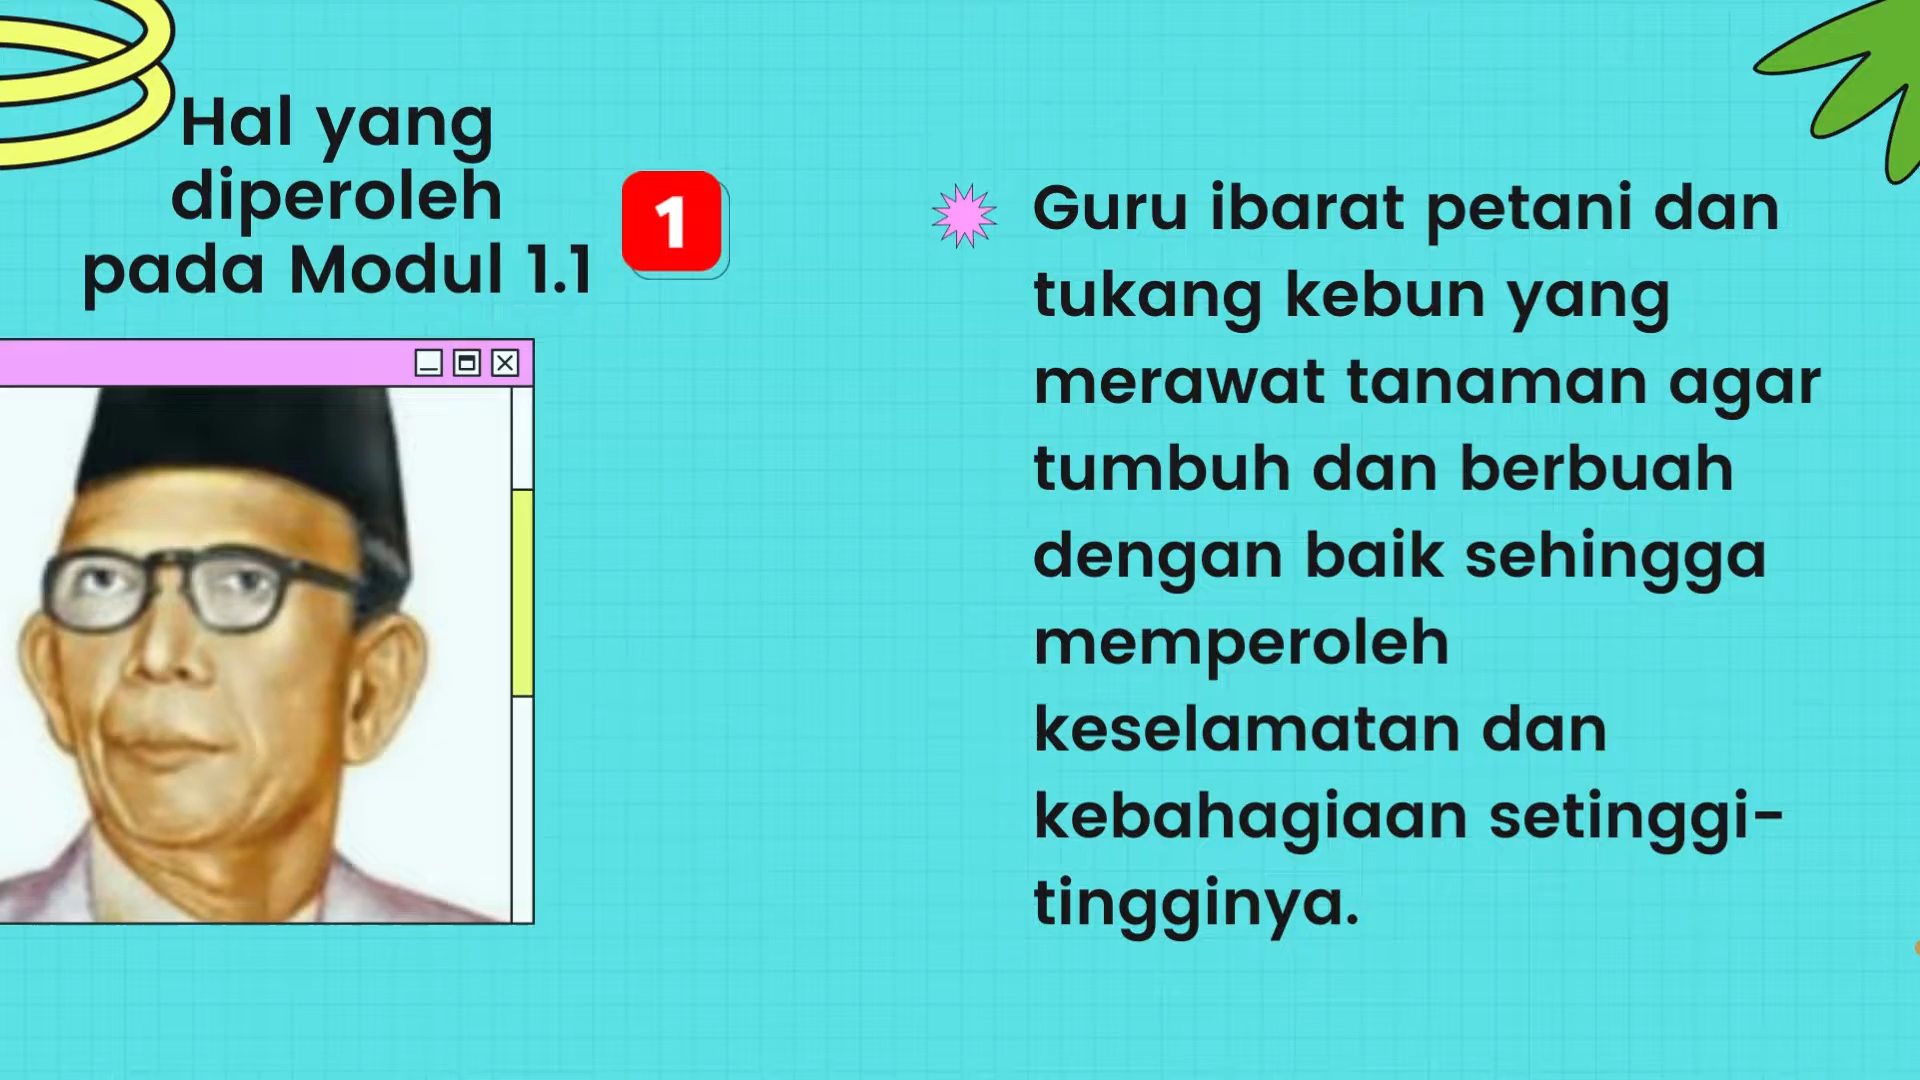 Hal yang
diperoleh
pada Modul 1.1
1
Guru ibarat petani dan
tukang kebun yang
merawat tanaman agar
tumbuh dan berbuah
dengan baik sehingga
memperoleh
keselamatan dan
kebahagiaan setinggi-
tingginya.